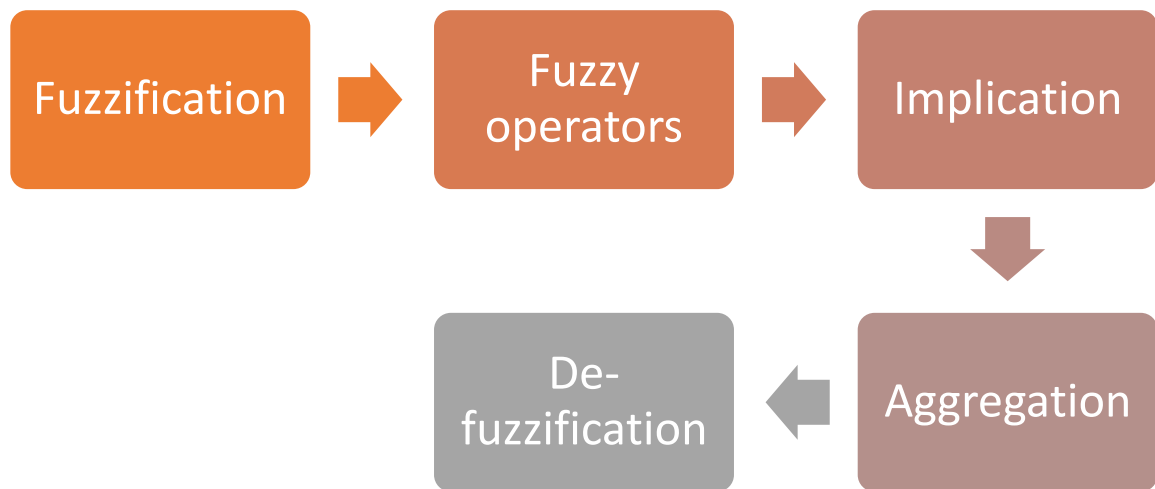 Fuzzification
Fuzzy
operators
Implication
Aggregation
De-
fuzzification